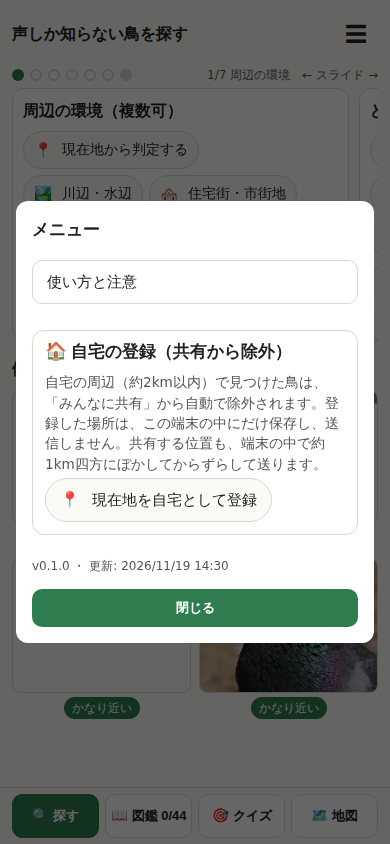 声しか知らない鳥を探す
1/7 周辺の環境 ← スライド →
周辺の環境（複数可）
📍 現在地から判定する
🏞️ 川辺・水辺
🏘️ 住宅街・市街地
メニュー
使い方と注意
🏠 自宅の登録（共有から除外）
自宅の周辺（約2km以内）で見つけた鳥は、
「みんなに共有」から自動で除外されます。登
録した場所は、この端末の中にだけ保存し、送
信しません。共有する位置も、端末の中で約
1km四方にぼかしてからずらして送ります。
📍 現在地を自宅として登録
v0.1.0 ・ 更新: 2026/11/19 14:30
閉じる
かなり近い
かなり近い
🔍 探す
📖 図鑑 0/44
🎯 クイズ
🗺️ 地図